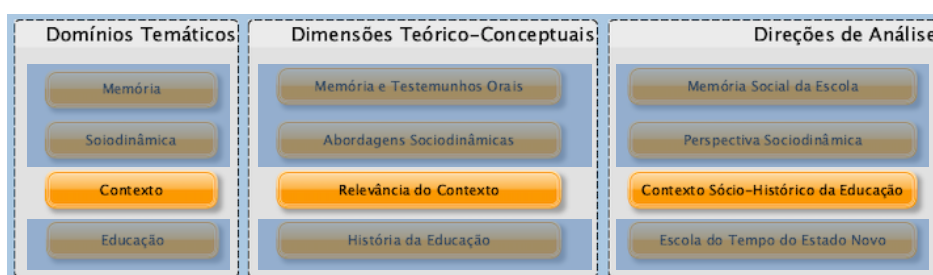 Domínios Temáticos
Dimensões Teórico-Conceptuais
Direções de Análise
Memória
Memória e Testemunhos Orais
Memória Social da Escola
Soiodinâmica
Abordagens Sociodinâmicas
Perspectiva Sociodinâmica
Contexto
Relevância do Contexto
Contexto Sócio-Histórico da Educação
Educação
História da Educação
Escola do Tempo do Estado Novo